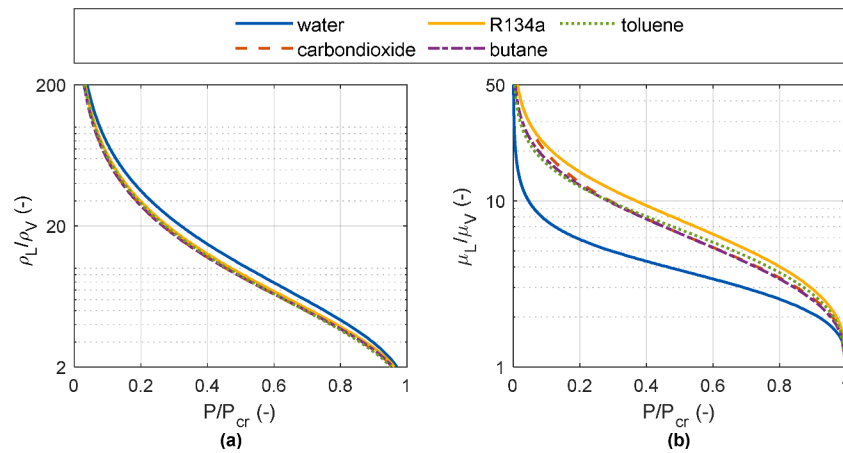 water R134a toluene
carbondioxide butane
200
20
2
ρL/ρV (-)
0 0.2 0.4 0.6 0.8 1
P/Pcr (-)
(a)
50
10
1
μL/μV (-)
0 0.2 0.4 0.6 0.8 1
P/Pcr (-)
(b)